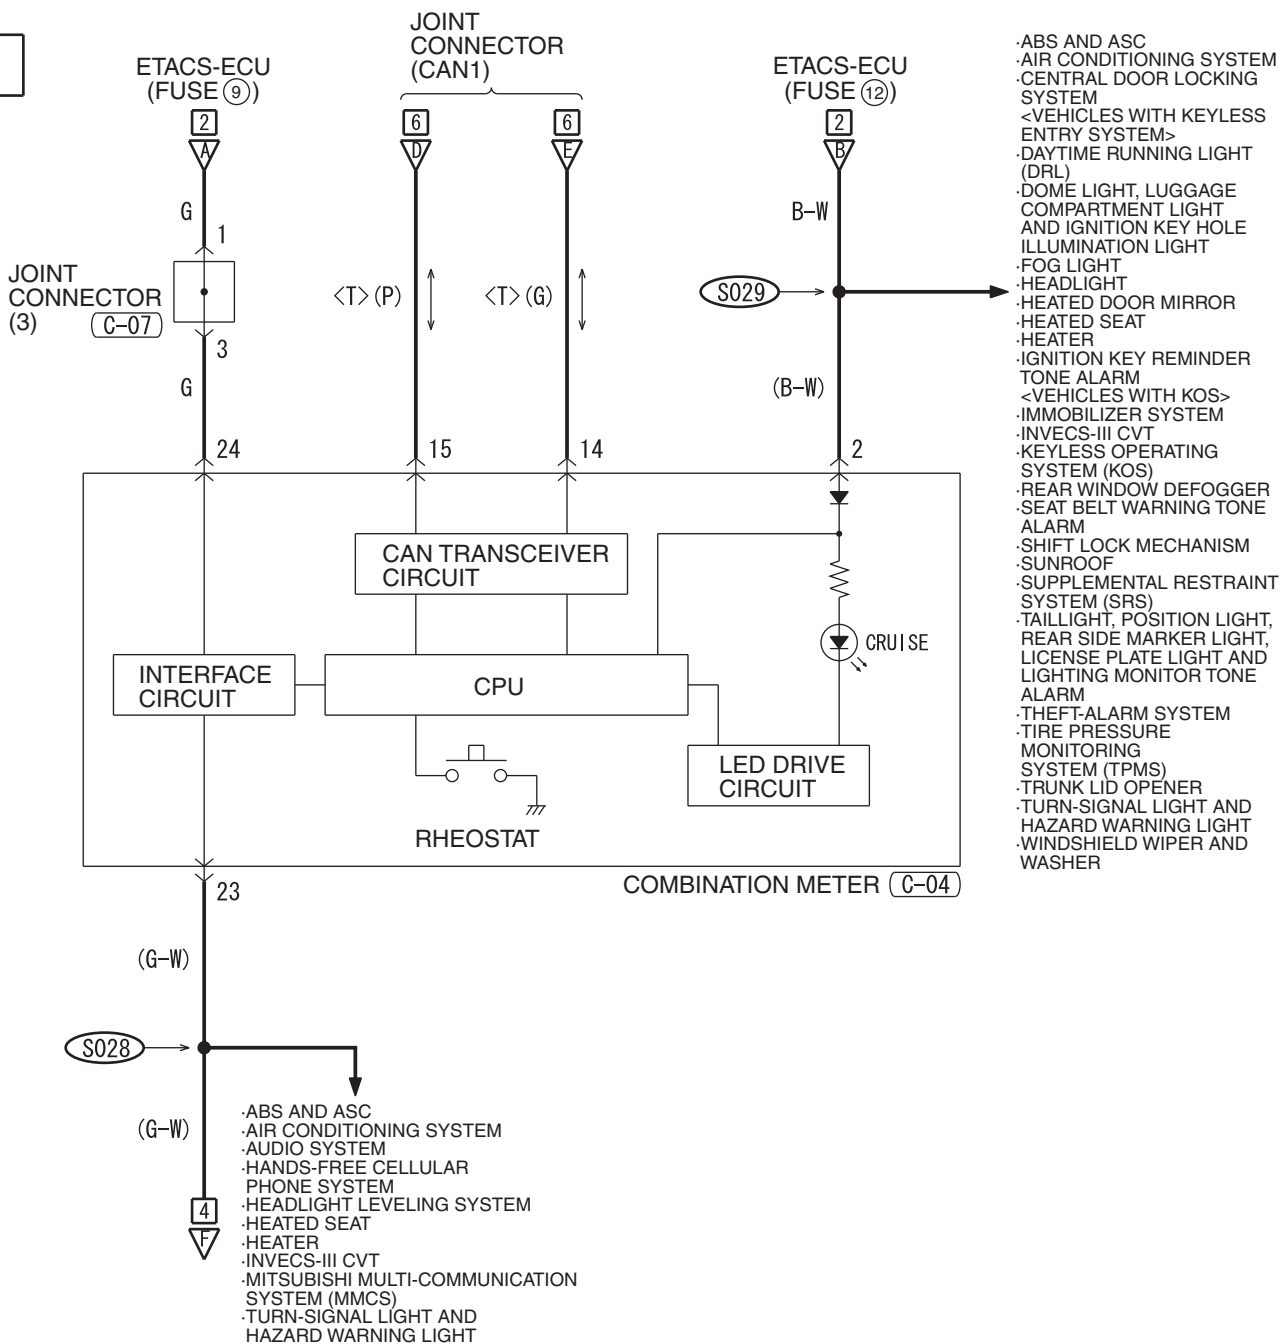 JOINT
CONNECTOR
(CAN1)
ETACS-ECU
(FUSE 9)
ETACS-ECU
(FUSE 12)
2
A
6
D
6
E
2
B
G
1
JOINT
CONNECTOR
(3)
C-07
3
G
<T>(P)
<T>(G)
B-W
S029
(B-W)
24
15
14
2
·ABS AND ASC
·AIR CONDITIONING SYSTEM
·CENTRAL DOOR LOCKING
SYSTEM
<VEHICLES WITH KEYLESS
ENTRY SYSTEM>
·DAYTIME RUNNING LIGHT
(DRL)
·DOME LIGHT, LUGGAGE
COMPARTMENT LIGHT
AND IGNITION KEY HOLE
ILLUMINATION LIGHT
·FOG LIGHT
·HEADLIGHT
·HEATED DOOR MIRROR
·HEATED SEAT
·HEATER
·IGNITION KEY REMINDER
TONE ALARM
<VEHICLES WITH KOS>
·IMMOBILIZER SYSTEM
·INVECS-III CVT
·KEYLESS OPERATING
SYSTEM (KOS)
·REAR WINDOW DEFOGGER
·SEAT BELT WARNING TONE
ALARM
·SHIFT LOCK MECHANISM
·SUNROOF
·SUPPLEMENTAL RESTRAINT
SYSTEM (SRS)
·TAILLIGHT, POSITION LIGHT,
REAR SIDE MARKER LIGHT,
LICENSE PLATE LIGHT AND
LIGHTING MONITOR TONE
ALARM
·THEFT-ALARM SYSTEM
·TIRE PRESSURE
MONITORING
SYSTEM (TPMS)
·TRUNK LID OPENER
·TURN-SIGNAL LIGHT AND
HAZARD WARNING LIGHT
·WINDSHIELD WIPER AND
WASHER
CAN TRANSCEIVER
CIRCUIT
CRUISE
INTERFACE
CIRCUIT
CPU
LED DRIVE
CIRCUIT
RHEOSTAT
COMBINATION METER C-04
23
(G-W)
S028
(G-W)
4
F
·ABS AND ASC
·AIR CONDITIONING SYSTEM
·AUDIO SYSTEM
·HANDS-FREE CELLULAR
PHONE SYSTEM
·HEADLIGHT LEVELING SYSTEM
·HEATED SEAT
·HEATER
·INVECS-III CVT
·MITSUBISHI MULTI-COMMUNICATION
SYSTEM (MMCS)
·TURN-SIGNAL LIGHT AND
HAZARD WARNING LIGHT